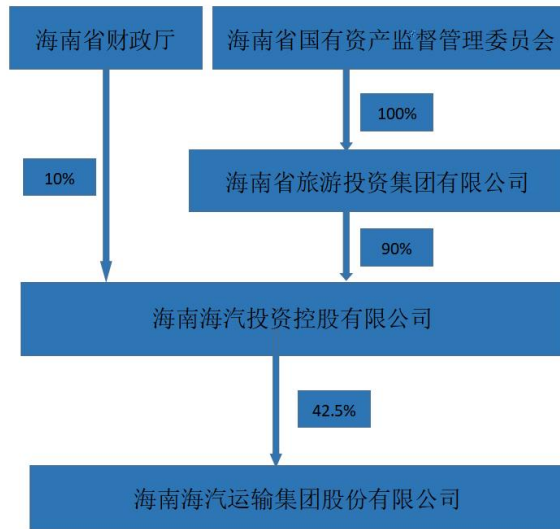 海南省财政厅
海南省国有资产监督管理委员会
100%
10%
海南省旅游投资集团有限公司
90%
海南海汽投资控股有限公司
42.5%
海南海汽运输集团股份有限公司